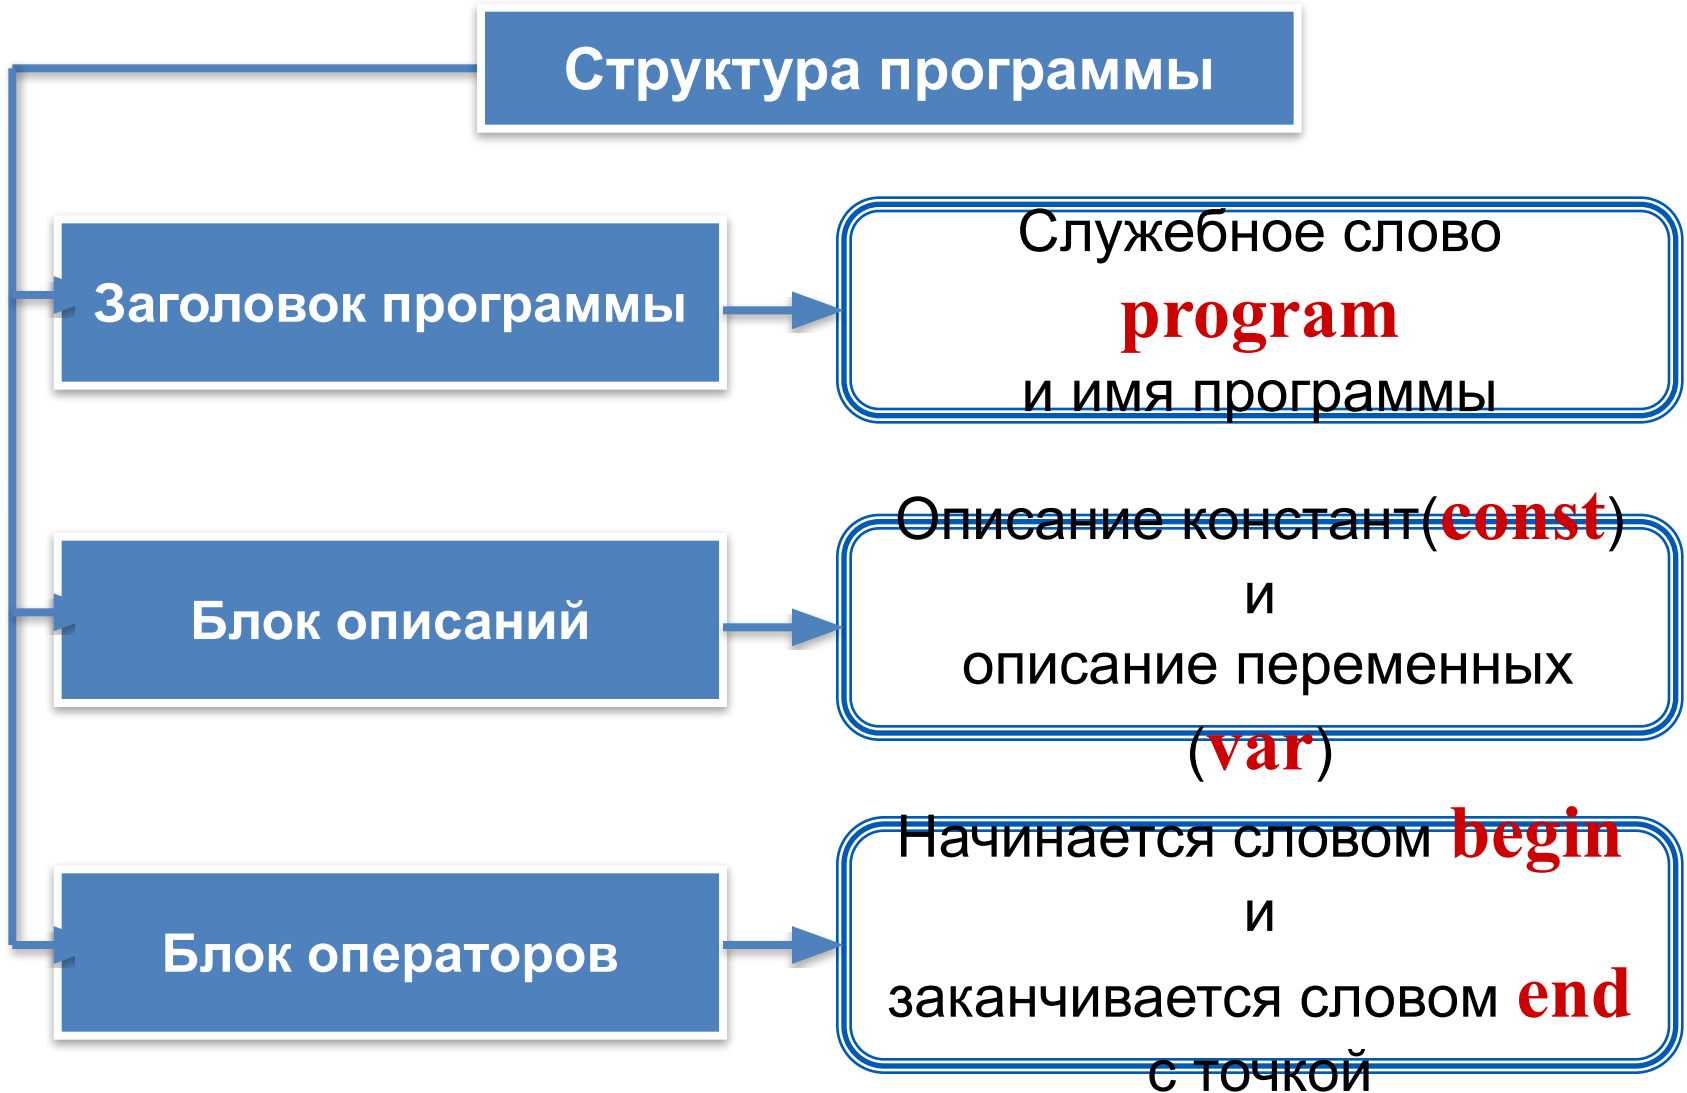 Структура программы
Заголовок программы
Служебное слово
program
и имя программы
Блок описаний
Описание констант(const)
и
описание переменных
(var)
Блок операторов
Начинается словом begin
и
заканчивается словом end
с точкой